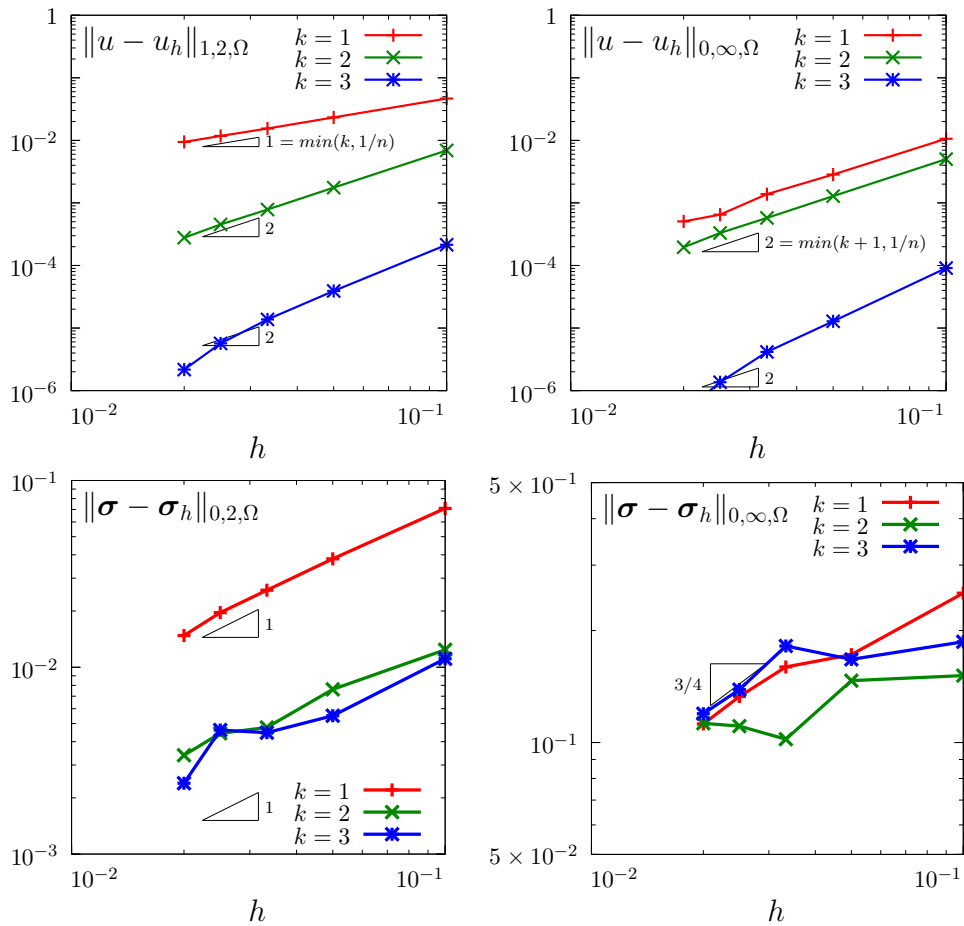 ‖u − u_h‖_{1,2,Ω}
k = 1
k = 2
k = 3
1
10^{-2}
10^{-4}
10^{-6}
1 = min(k, 1/n)
2
2
10^{-2}
10^{-1}
h
‖u − u_h‖_{0,∞,Ω}
k = 1
k = 2
k = 3
1
10^{-2}
10^{-4}
10^{-6}
2 = min(k + 1, 1/n)
2
10^{-2}
10^{-1}
h
‖σ − σ_h‖_{0,2,Ω}
10^{-1}
10^{-2}
10^{-3}
1
1
k = 1
k = 2
k = 3
10^{-2}
10^{-1}
h
‖σ − σ_h‖_{0,∞,Ω}
k = 1
k = 2
k = 3
5 × 10^{-1}
3/4
10^{-1}
5 × 10^{-2}
10^{-2}
10^{-1}
h